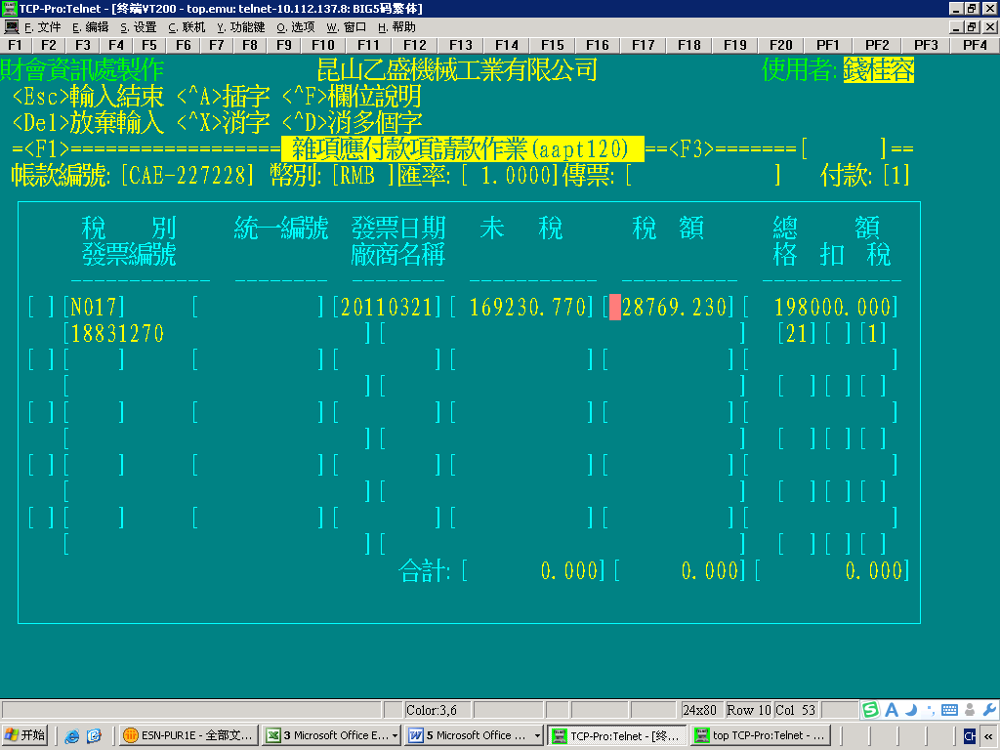 TCP-Pro:Telnet - [终端VT200 - top.emu: telnet-10.112.137.8: BIG5码繁体]
F. 文件 E. 编辑 S. 设置 C. 联机 Y. 功能键 O. 选项 W. 窗口 H. 帮助
F1 F2 F3 F4 F5 F6 F7 F8 F9 F10 F11 F12 F13 F14 F15 F16 F17 F18 F19 F20 PF1 PF2 PF3 PF4
財會資訊處製作 昆山乙盛機械工業有限公司 使用者: 錢桂容
<Esc>輸入結束 <^A>插字 <^F>欄位說明
<Del>放棄輸入 <^X>消字 <^D>消多個字
=<F1>================== 雜項應付款項請款作業(aapt120) ==<F3>=======[ ]==
帳款編號: [CAE-227228] 幣別: [RMB ]匯率: [ 1.0000]傳票: [ ] 付款: [1]
稅 別 統一編號 發票日期 未 稅 稅 額 總 額
發票編號 廠商名稱 格 扣 稅
------------ -------- -------- ----------- ----------- ------------
[ ] [N017] [ ][20110321][ 169230.770][ 28769.230][ 198000.000]
[18831270 ][ ] [21][ ][1]
[ ][ ] [ ][ ][ ][ ][ ]
[ ][ ] [ ][ ][ ]
[ ][ ] [ ][ ][ ][ ][ ]
[ ][ ] [ ][ ][ ]
[ ][ ] [ ][ ][ ][ ][ ]
[ ][ ] [ ][ ][ ]
[ ][ ] [ ][ ][ ][ ][ ]
[ ][ ] [ ][ ][ ]
合計: [ 0.000][ 0.000][ 0.000]
Color:3,6 24x80 Row 10 Col 53
开始 ESN-PUR1E - 全部文... 3 Microsoft Office E... 5 Microsoft Office ... TCP-Pro:Telnet - [终... top TCP-Pro:Telnet - ... CH «